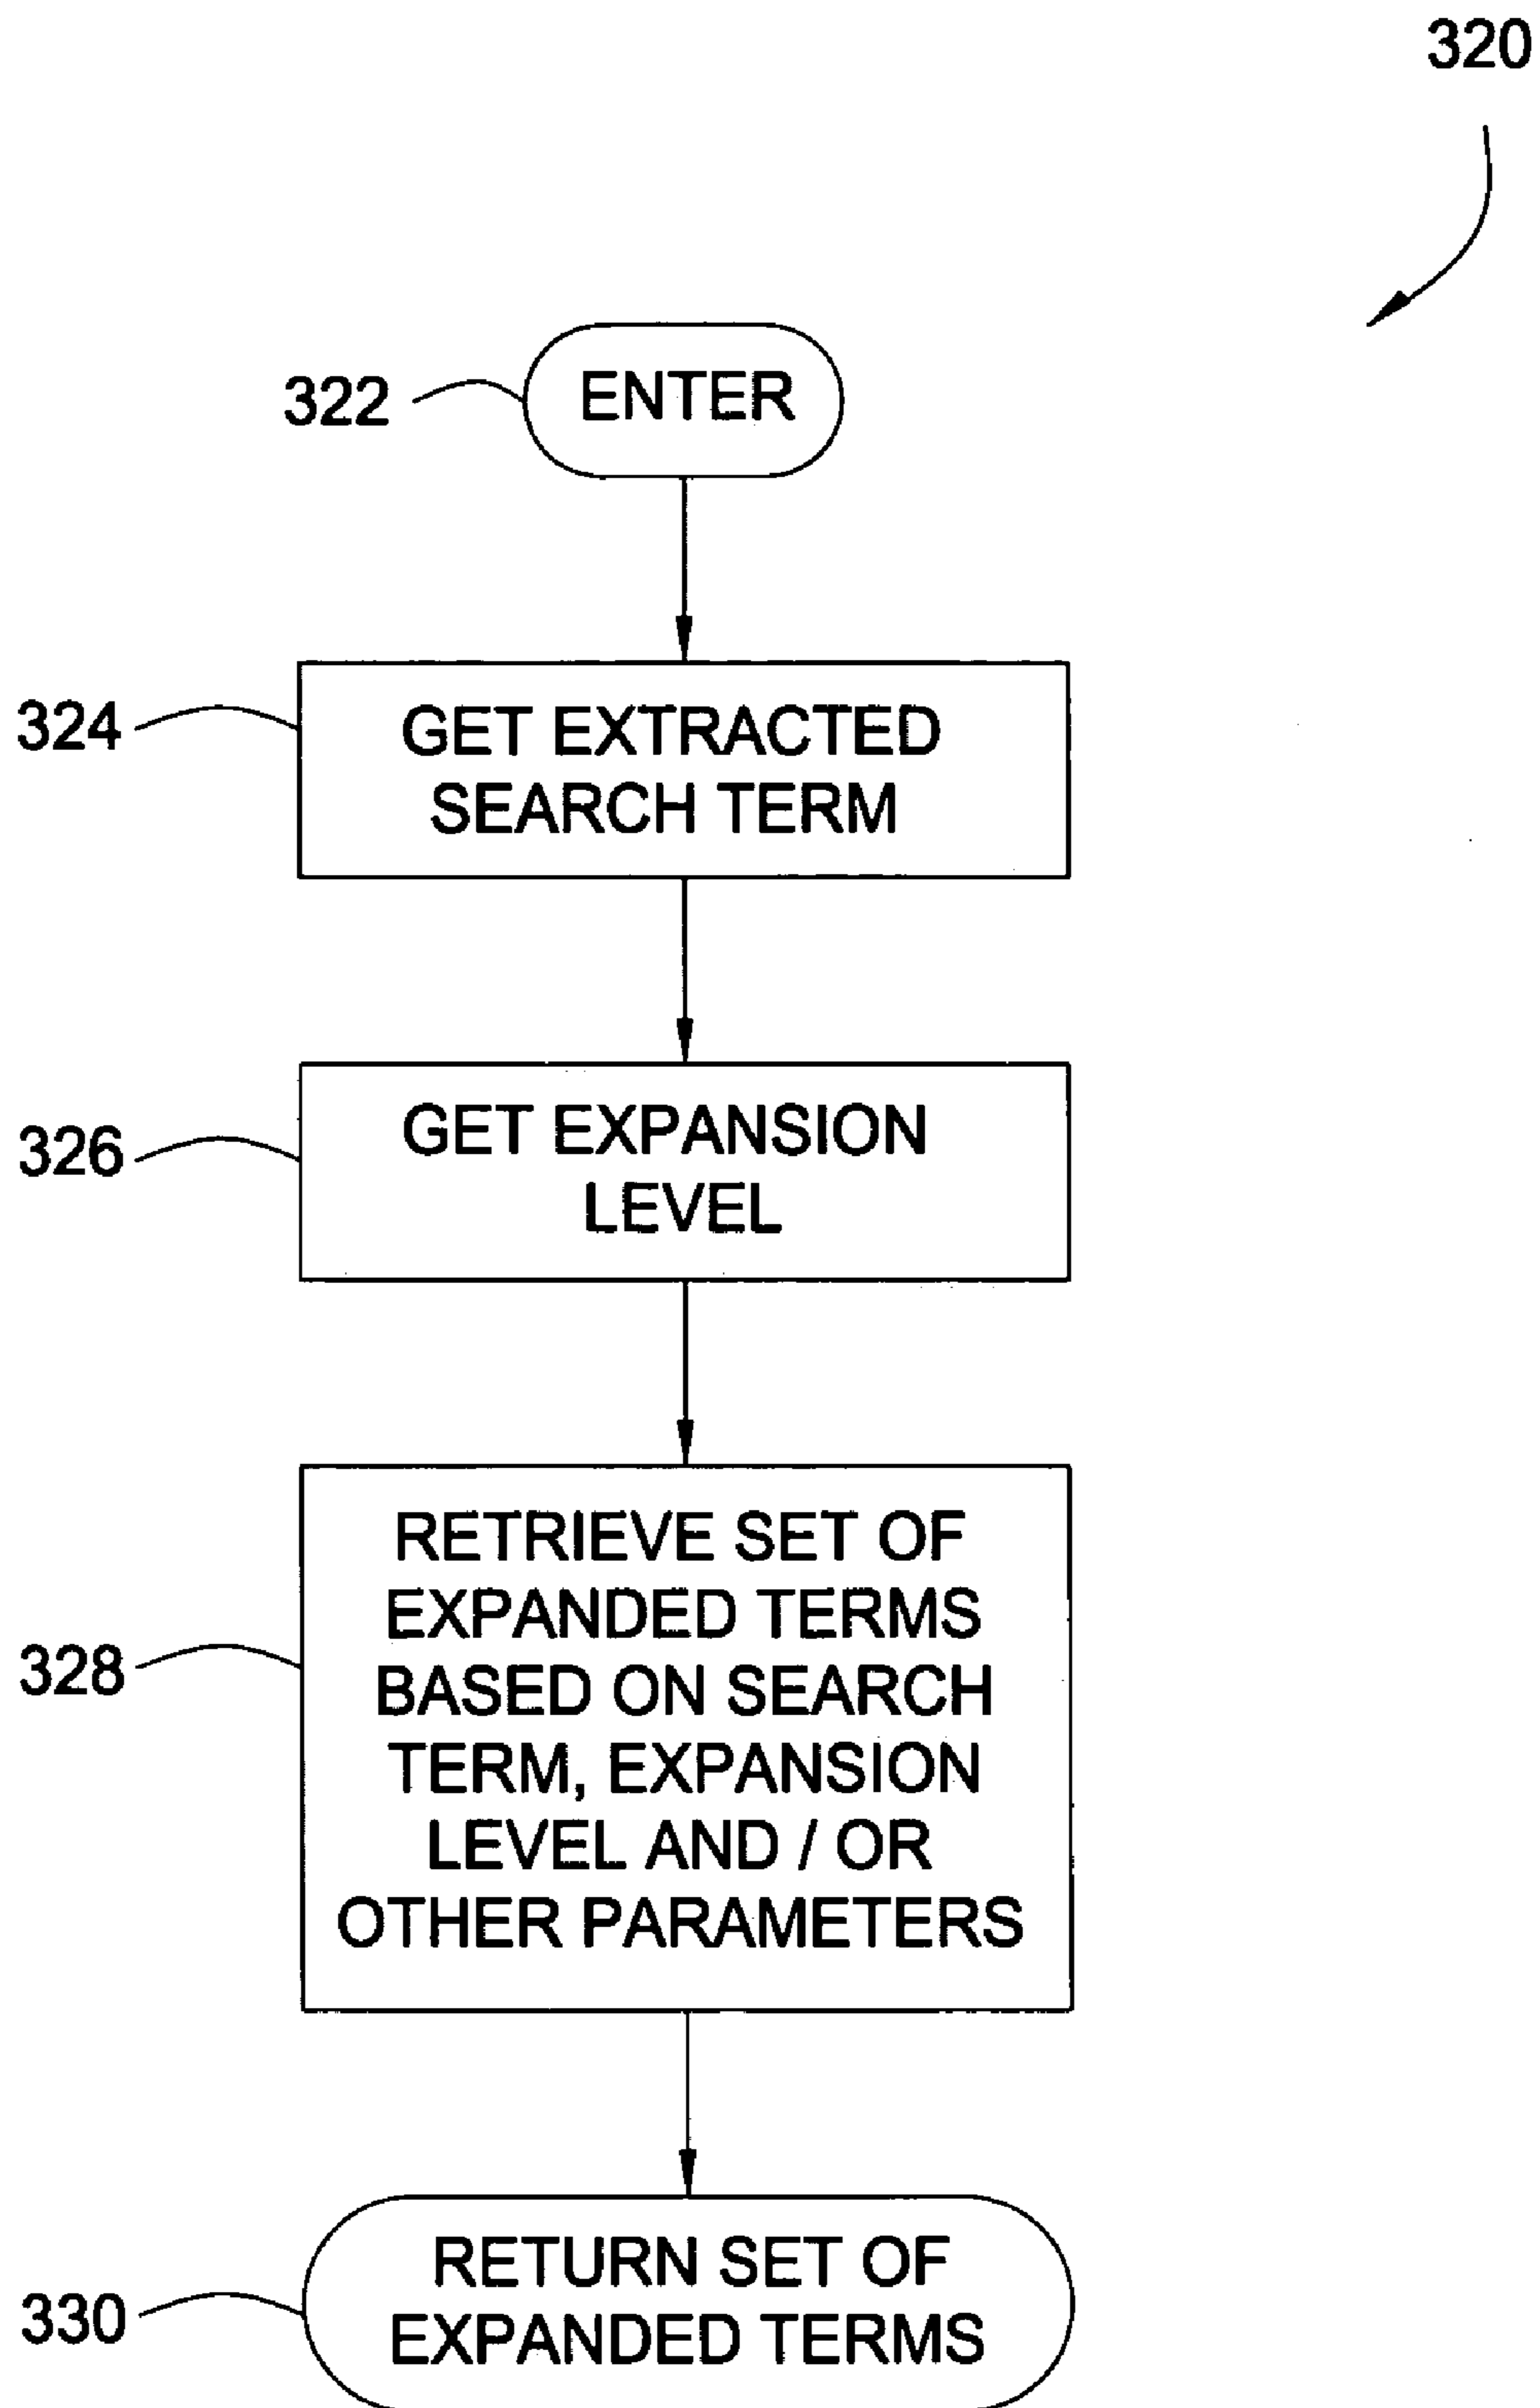 320
322
ENTER
324
GET EXTRACTED
SEARCH TERM
326
GET EXPANSION
LEVEL
328
RETRIEVE SET OF
EXPANDED TERMS
BASED ON SEARCH
TERM, EXPANSION
LEVEL AND / OR
OTHER PARAMETERS
330
RETURN SET OF
EXPANDED TERMS